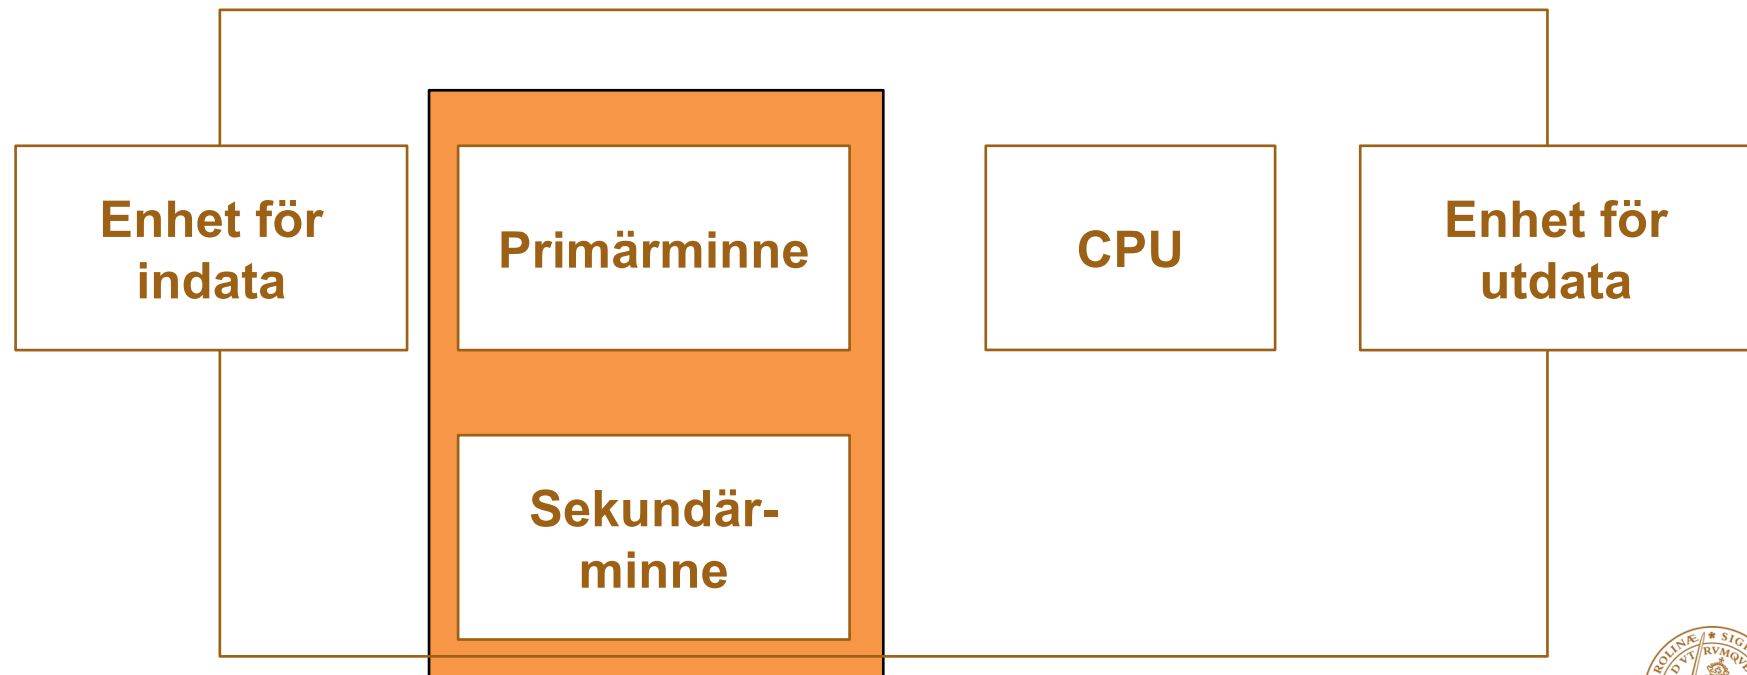 Enhet för
indata
Primärminne
CPU
Enhet för
utdata
Sekundär-
minne